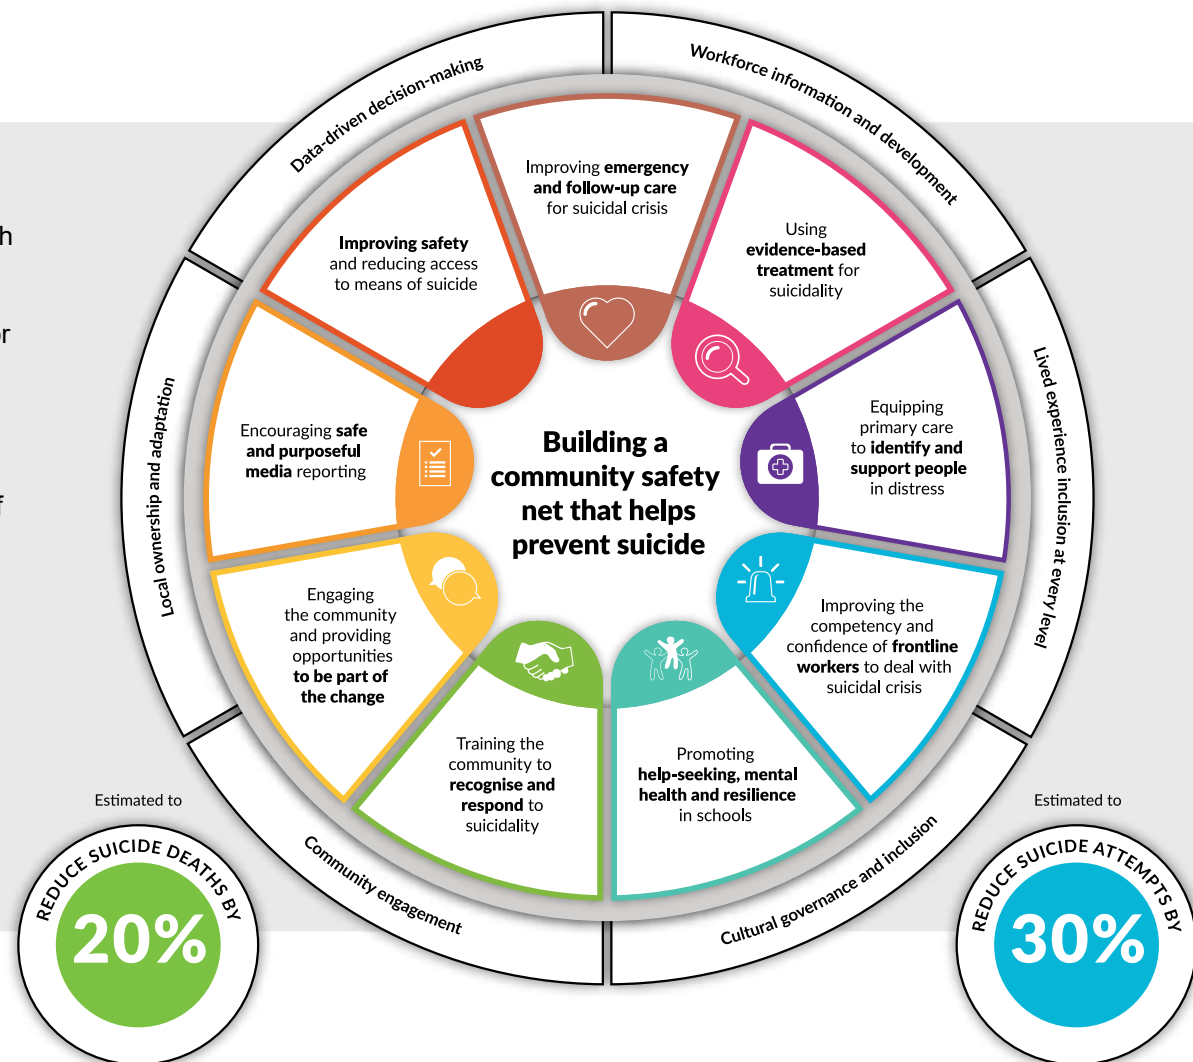 Data-driven decision-making
Workforce information and development
Lived experience inclusion at every level
Cultural governance and inclusion
Community engagement
Local ownership and adaptation
Improving emergency
and follow-up care
for suicidal crisis
Using
evidence-based
treatment for
suicidality
Equipping
primary care
to identify and
support people
in distress
Improving the
competency and
confidence of frontline
workers to deal with
suicidal crisis
Promoting
help-seeking, mental
health and resilience
in schools
Training the
community to
recognise and
respond to
suicidality
Engaging
the community
and providing
opportunities
to be part of
the change
Encouraging safe
and purposeful
media reporting
Improving safety
and reducing access
to means of suicide
Building a
community safety
net that helps
prevent suicide
Estimated to
REDUCE SUICIDE DEATHS BY
20%
Estimated to
REDUCE SUICIDE ATTEMPTS BY
30%